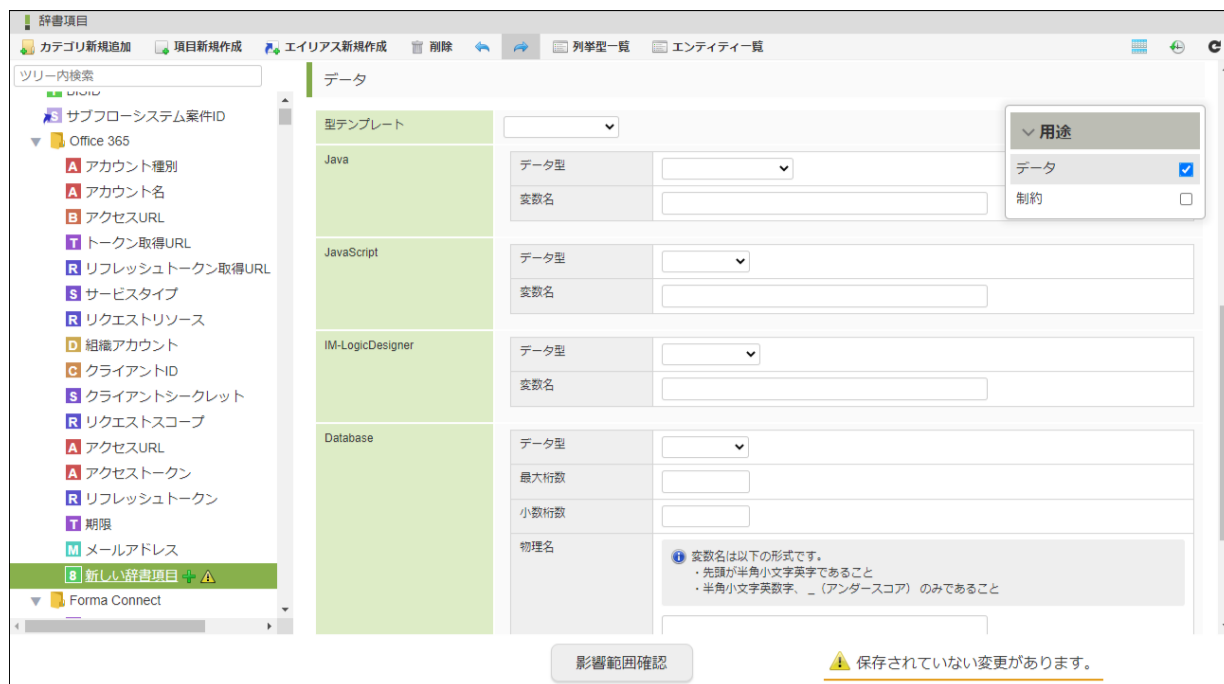 辞書項目
カテゴリ新規追加 項目新規作成 エイリアス新規作成 削除 列挙型一覧 エンティティ一覧
ツリー内検索
サブフローシステム案件ID
Office 365
A アカウント種別
A アカウント名
B アクセスURL
T トークン取得URL
R リフレッシュトークン取得URL
S サービスタイプ
R リクエストリソース
D 組織アカウント
C クライアントID
S クライアントシークレット
R リクエストスコープ
A アクセスURL
A アクセストークン
R リフレッシュトークン
T 期限
M メールアドレス
8 新しい辞書項目
Forma Connect
データ
型テンプレート
Java
データ型
変数名
JavaScript
データ型
変数名
IM-LogicDesigner
データ型
変数名
Database
データ型
最大桁数
小数桁数
物理名
変数名は以下の形式です。
・先頭が半角小文字英字であること
・半角小文字英数字、_（アンダースコア） のみであること
用途
データ
制約
影響範囲確認
保存されていない変更があります。